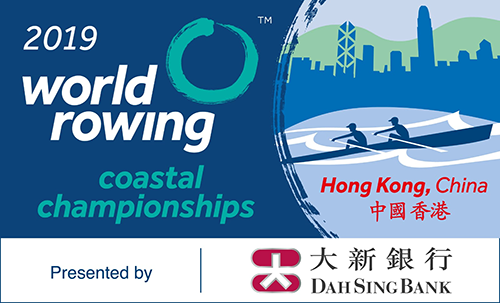 2019
™
world
rowing
coastal
championships
Hong Kong, China
中國香港
Presented by
大新銀行
DAH SING BANK